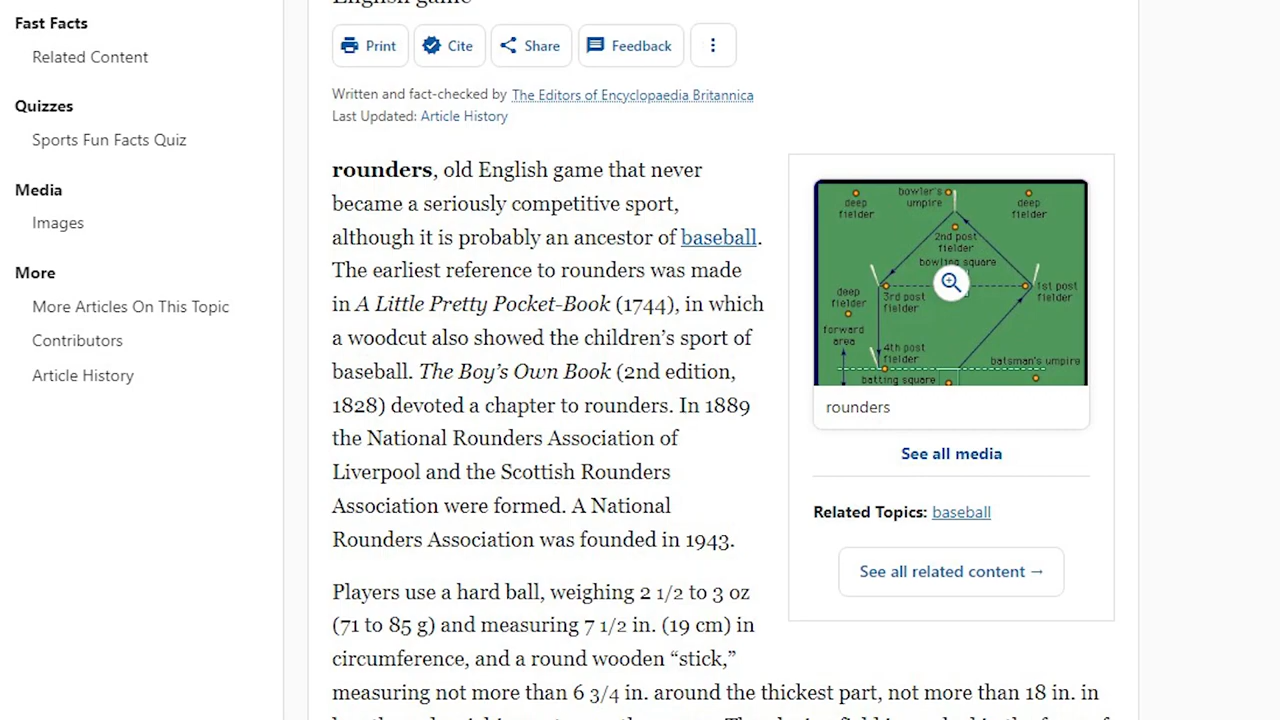 Fast Facts
Related Content
Quizzes
Sports Fun Facts Quiz
Media
Images
More
More Articles On This Topic
Contributors
Article History
English game
Print
Cite
Share
Feedback
Written and fact-checked by The Editors of Encyclopaedia Britannica
Last Updated: Article History
rounders, old English game that never
became a seriously competitive sport,
although it is probably an ancestor of baseball.
The earliest reference to rounders was made
in A Little Pretty Pocket-Book (1744), in which
a woodcut also showed the children’s sport of
baseball. The Boy’s Own Book (2nd edition,
1828) devoted a chapter to rounders. In 1889
the National Rounders Association of
Liverpool and the Scottish Rounders
Association were formed. A National
Rounders Association was founded in 1943.
Players use a hard ball, weighing 2 1/2 to 3 oz
(71 to 85 g) and measuring 7 1/2 in. (19 cm) in
circumference, and a round wooden “stick,”
measuring not more than 6 3/4 in. around the thickest part, not more than 18 in. in
deep
fielder
bowler's
umpire
deep
fielder
2nd post
fielder
bowling square
deep
fielder
3rd post
fielder
1st post
fielder
forward
area
4th post
fielder
batsman's umpire
batting square
rounders
See all media
Related Topics: baseball
See all related content →